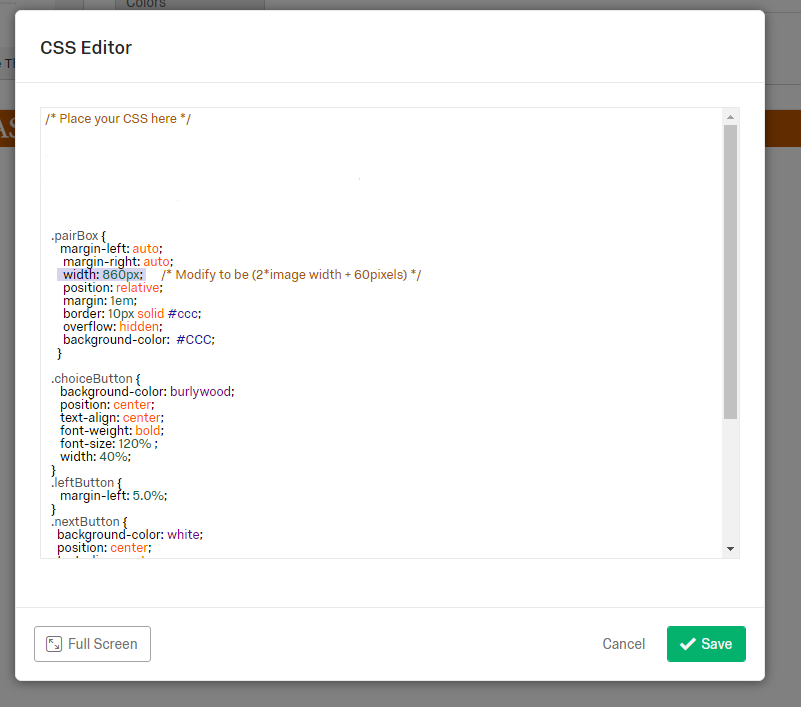 Colors
CSS Editor
/* Place your CSS here */
.pairBox {
margin-left: auto;
margin-right: auto;
width: 860px; /* Modify to be (2*image width + 60pixels) */
position: relative;
margin: 1em;
border: 10px solid #ccc;
overflow: hidden;
background-color: #CCC;
}
.choiceButton {
background-color: burlywood;
position: center;
text-align: center;
font-weight: bold;
font-size: 120% ;
width: 40%;
}
.leftButton {
margin-left: 5.0%;
}
.nextButton {
background-color: white;
position: center;
Full Screen
Cancel
Save